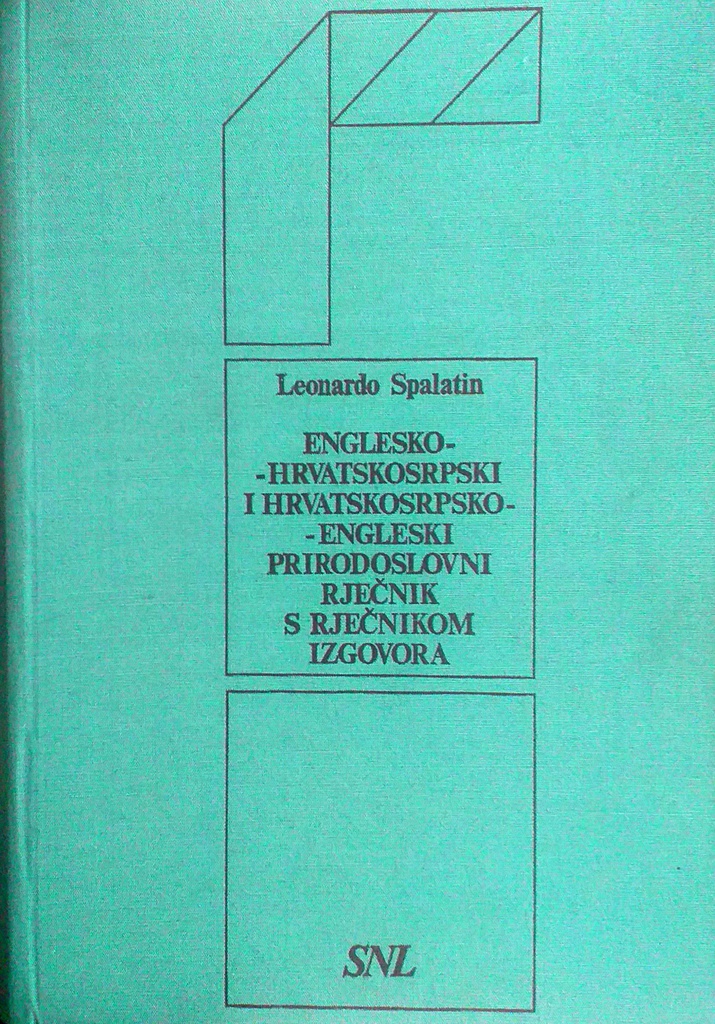 Leonardo Spalatin
ENGLESKO-
-HRVATSKOSRPSKI
I HRVATSKOSRPSKO-
-ENGLESKI
PRIRODOSLOVNI
RJEČNIK
S RJEČNIKOM
IZGOVORA
SNL